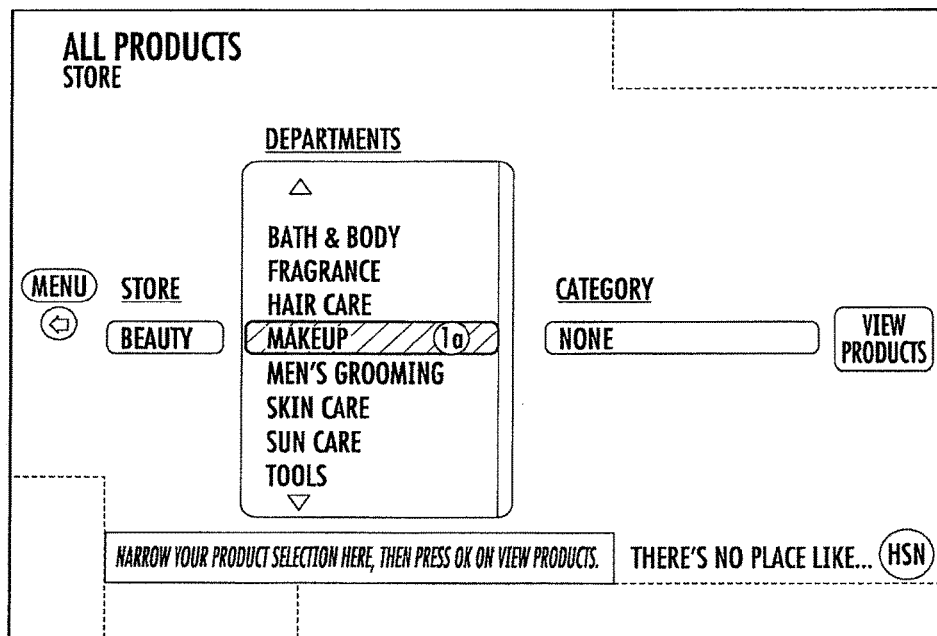 ALL PRODUCTS
STORE
DEPARTMENTS
BATH & BODY
FRAGRANCE
HAIR CARE
MAKEUP 1a
MEN'S GROOMING
SKIN CARE
SUN CARE
TOOLS
MENU
STORE
BEAUTY
CATEGORY
NONE
VIEW
PRODUCTS
NARROW YOUR PRODUCT SELECTION HERE, THEN PRESS OK ON VIEW PRODUCTS.
THERE'S NO PLACE LIKE... HSN